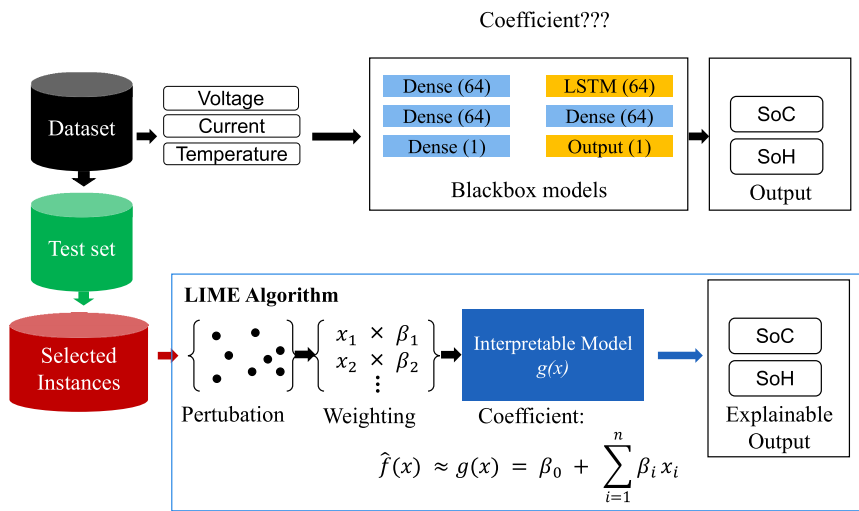 Coefficient???
Dataset
Voltage
Current
Temperature
Dense (64)
Dense (64)
Dense (1)
LSTM (64)
Dense (64)
Output (1)
Blackbox models
SoC
SoH
Output
Test set
Selected
Instances
LIME Algorithm
x₁ × β₁
x₂ × β₂
⋮
Pertubation
Weighting
Interpretable Model
g(x)
Coefficient:
f̂(x) ≈ g(x) = β₀ + ∑ᵢ₌₁ⁿ βᵢ xᵢ
SoC
SoH
Explainable
Output